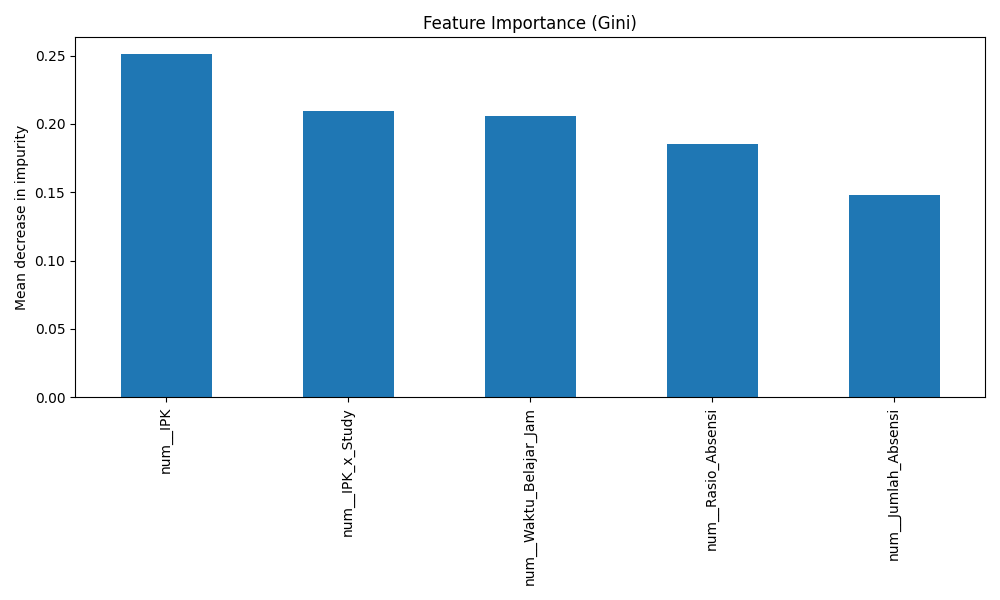 Feature Importance (Gini)
Mean decrease in impurity
0.25
0.20
0.15
0.10
0.05
0.00
num__IPK
num__IPK_x_Study
num__Waktu_Belajar_Jam
num__Rasio_Absensi
num__Jumlah_Absensi